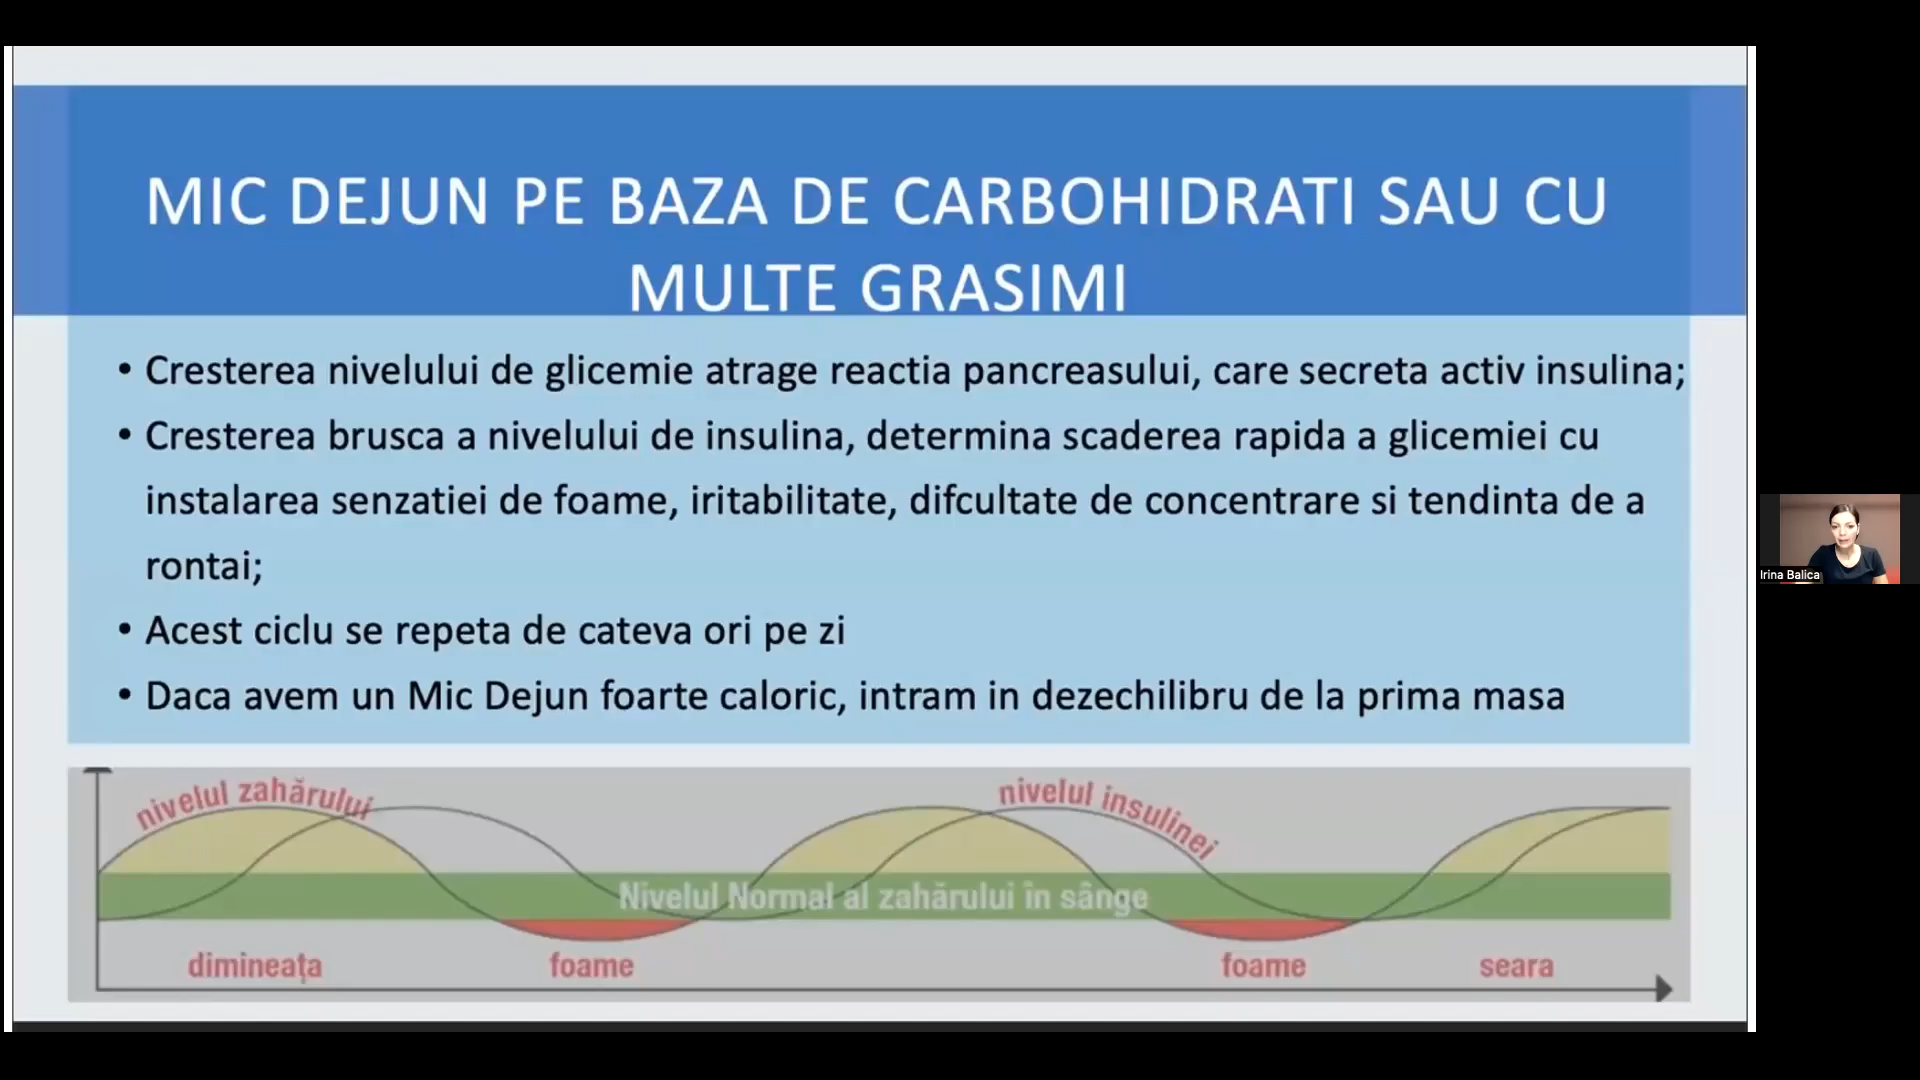 MIC DEJUN PE BAZA DE CARBOHIDRATI SAU CU
MULTE GRASIMI
• Cresterea nivelului de glicemie atrage reactia pancreasului, care secreta activ insulina;
• Cresterea brusca a nivelului de insulina, determina scaderea rapida a glicemiei cu
instalarea senzatiei de foame, iritabilitate, difcultate de concentrare si tendinta de a
rontai;
• Acest ciclu se repeta de cateva ori pe zi
• Daca avem un Mic Dejun foarte caloric, intram in dezechilibru de la prima masa
nivelul zahărului
nivelul insulinei
Nivelul Normal al zahărului în sânge
dimineața
foame
foame
seara
Irina Balica